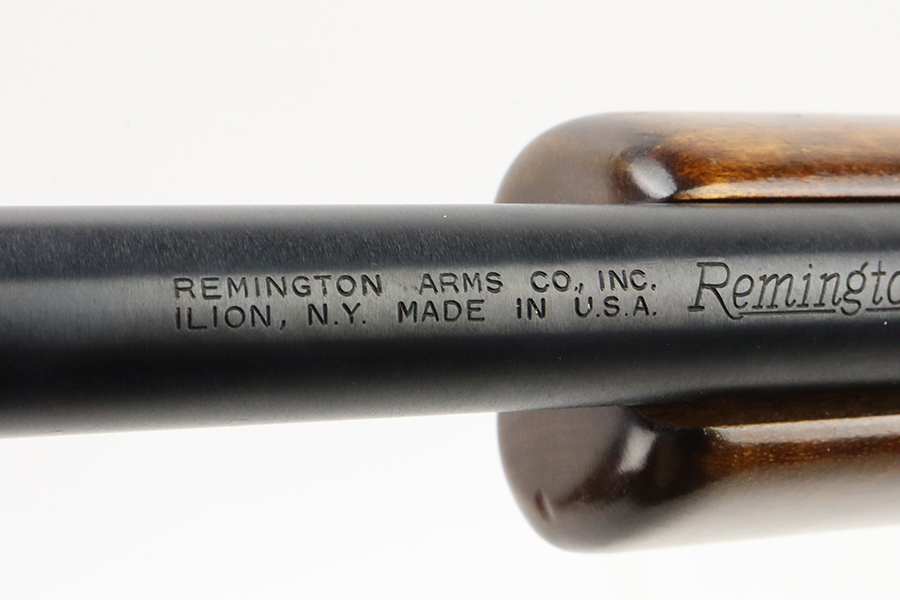 REMINGTON ARMS CO., INC.
ILION, N.Y. MADE IN U.S.A.